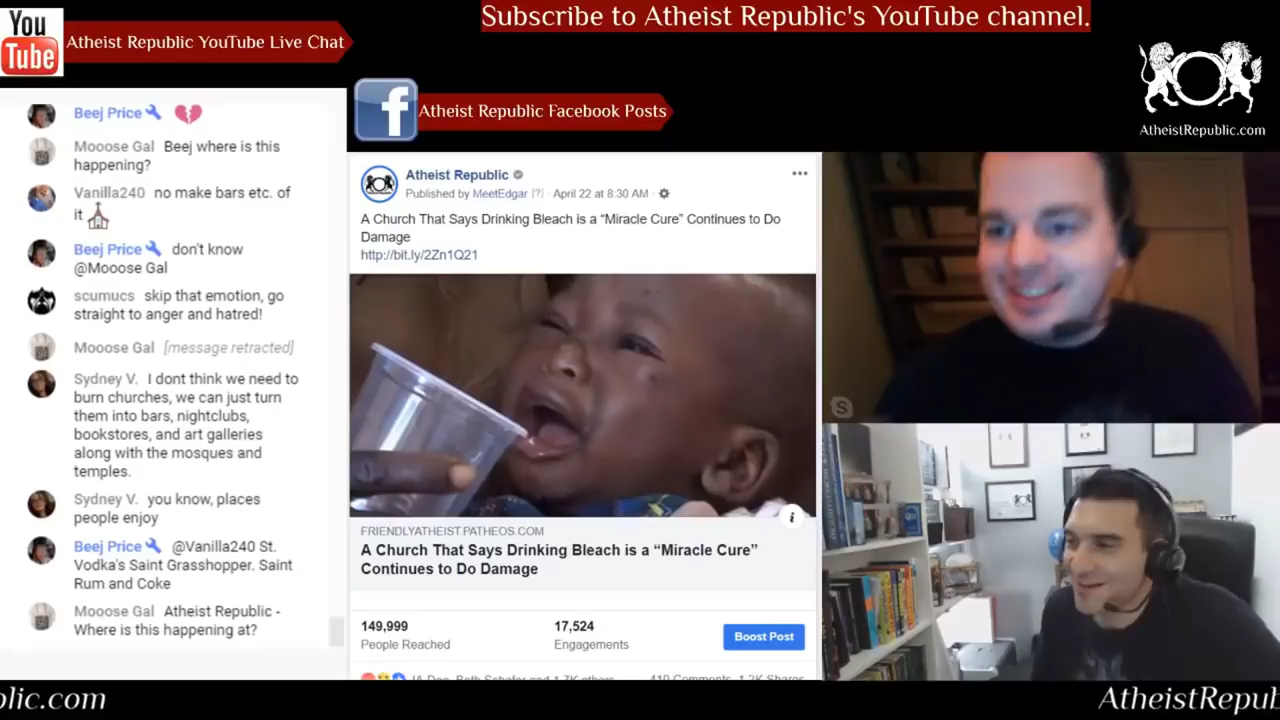 Subscribe to Atheist Republic's YouTube channel.
You
Tube
Atheist Republic YouTube Live Chat
AtheistRepublic.com
f
Atheist Republic Facebook Posts
Beej Price
Mooose Gal Beej where is this
happening?
Vanilla240 no make bars etc. of
it
Beej Price don't know
@Mooose Gal
scumucs skip that emotion, go
straight to anger and hatred!
Mooose Gal [message retracted]
Sydney V. I dont think we need to
burn churches, we can just turn
them into bars, nightclubs,
bookstores, and art galleries
along with the mosques and
temples.
Sydney V. you know, places
people enjoy
Beej Price @Vanilla240 St.
Vodka's Saint Grasshopper. Saint
Rum and Coke
Mooose Gal Atheist Republic -
Where is this happening at?
Atheist Republic
Published by MeetEdgar [?] · April 22 at 8:30 AM ·
A Church That Says Drinking Bleach is a “Miracle Cure” Continues to Do
Damage
http://bit.ly/2Zn1Q21
i
FRIENDLYATHEIST.PATHEOS.COM
A Church That Says Drinking Bleach is a “Miracle Cure”
Continues to Do Damage
149,999
People Reached
17,524
Engagements
Boost Post
blic.com
AtheistRepub